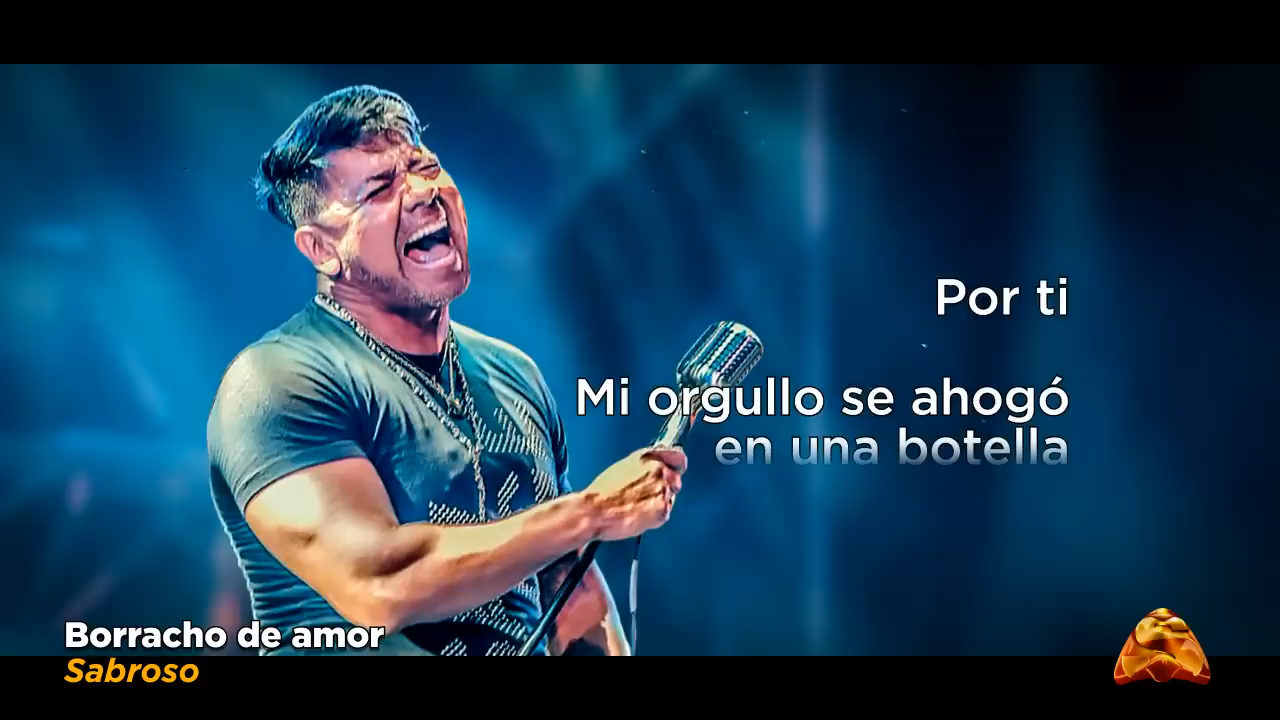 Por ti
Mi orgullo se ahogó
en una botella
Borracho de amor
Sabroso